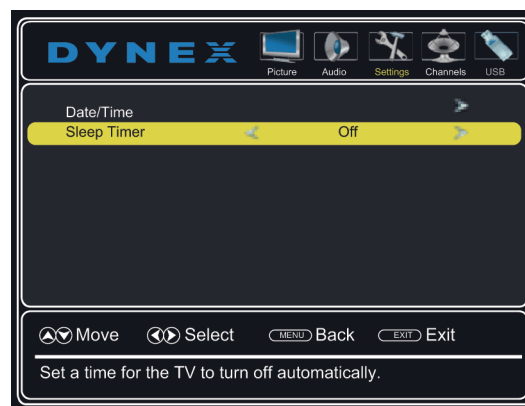 DYNEX
Picture Audio Settings Channels USB
Date/Time
Sleep Timer Off
Move Select MENU Back EXIT Exit
Set a time for the TV to turn off automatically.